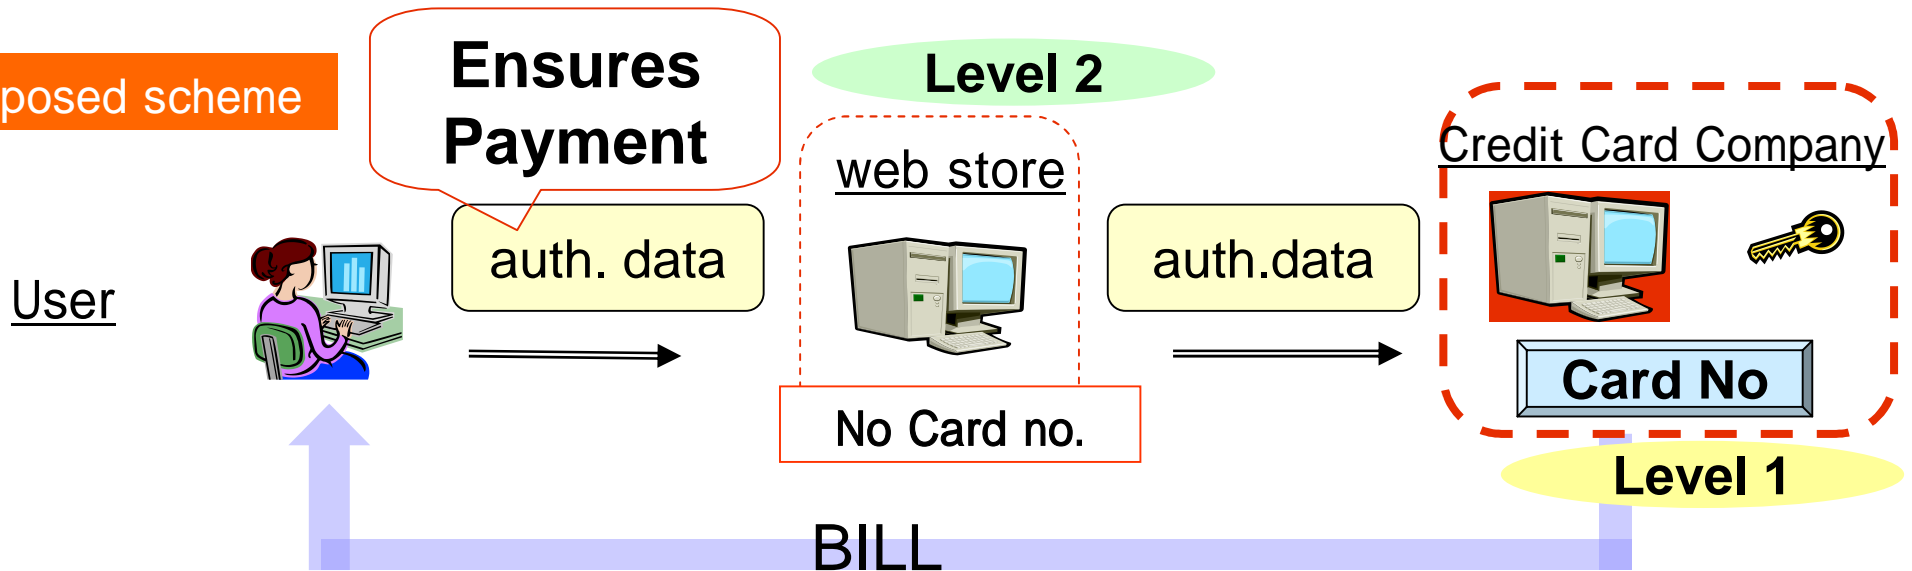 posed scheme
Ensures
Payment
Level 2
Credit Card Company
web store
auth. data
auth.data
User
Card No
No Card no.
Level 1
BILL